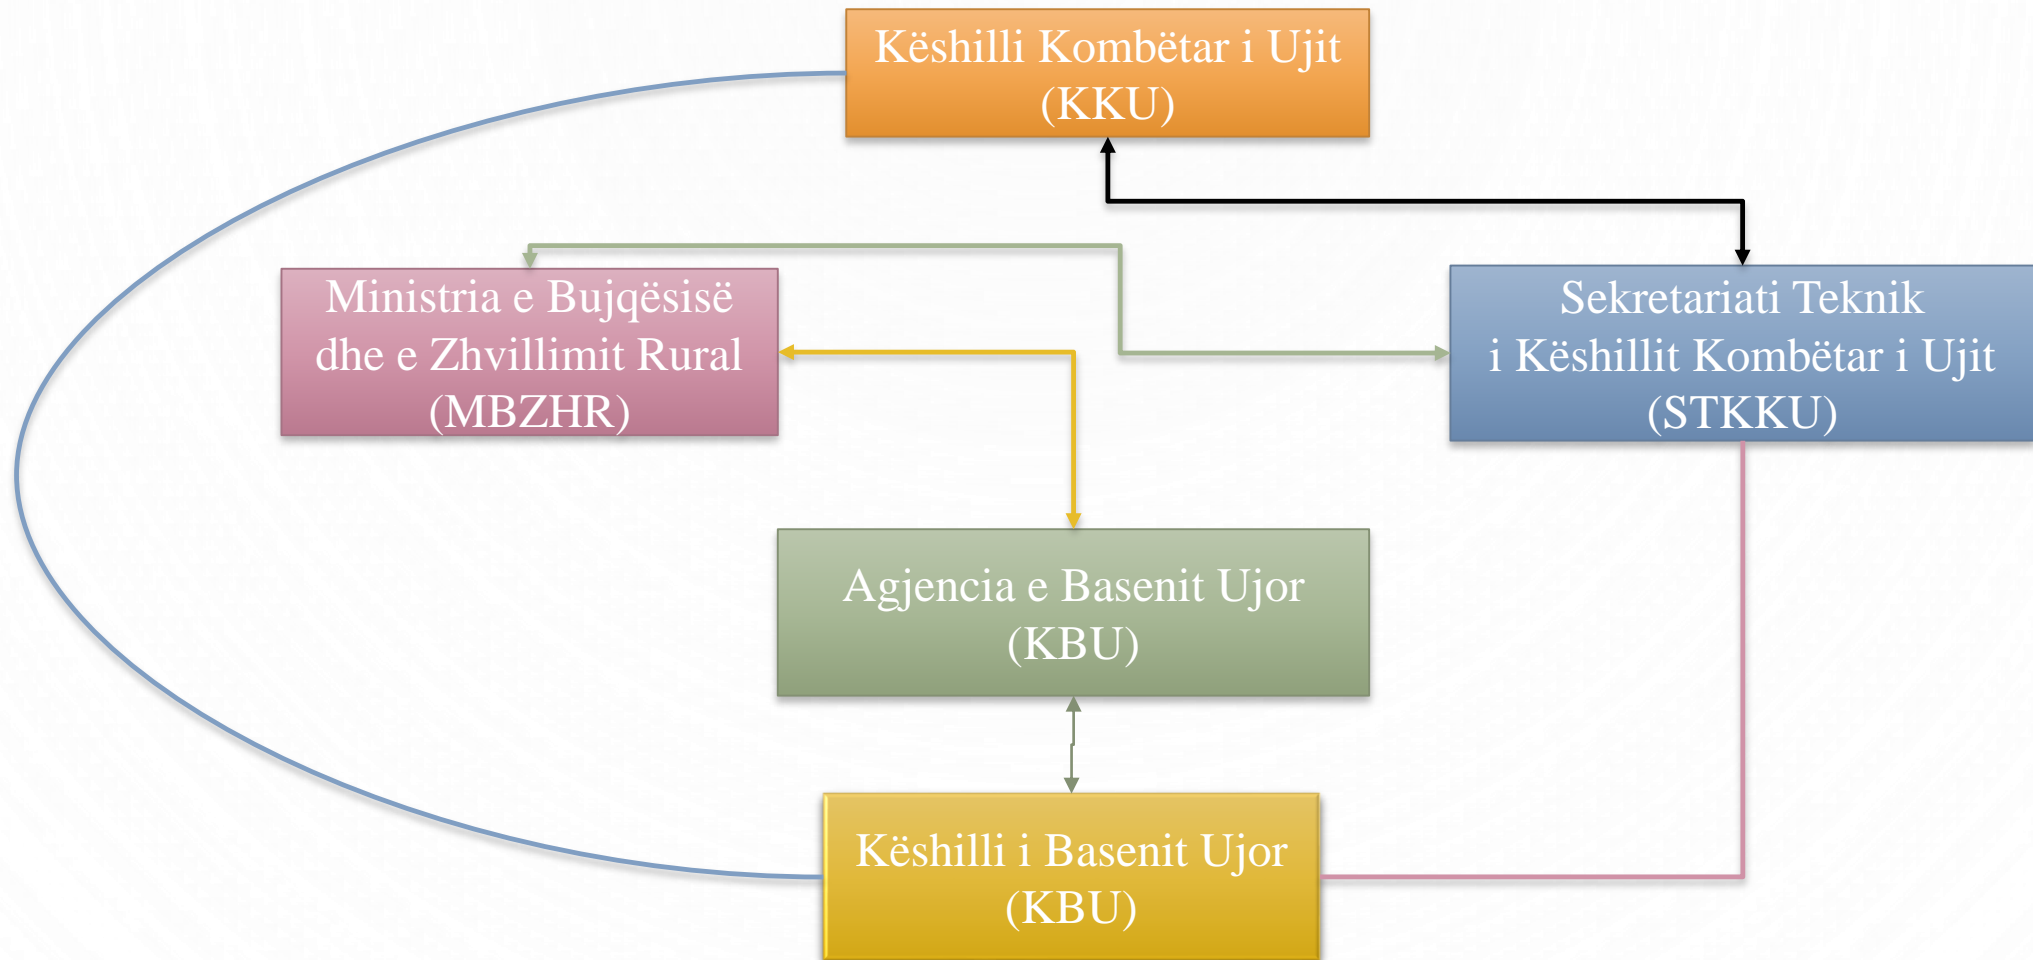 Këshilli Kombëtar i Ujit
(KKU)
Ministria e Bujqësisë
dhe e Zhvillimit Rural
(MBZHR)
Sekretariati Teknik
i Këshillit Kombëtar i Ujit
(STKKU)
Agjencia e Basenit Ujor
(KBU)
Këshilli i Basenit Ujor
(KBU)